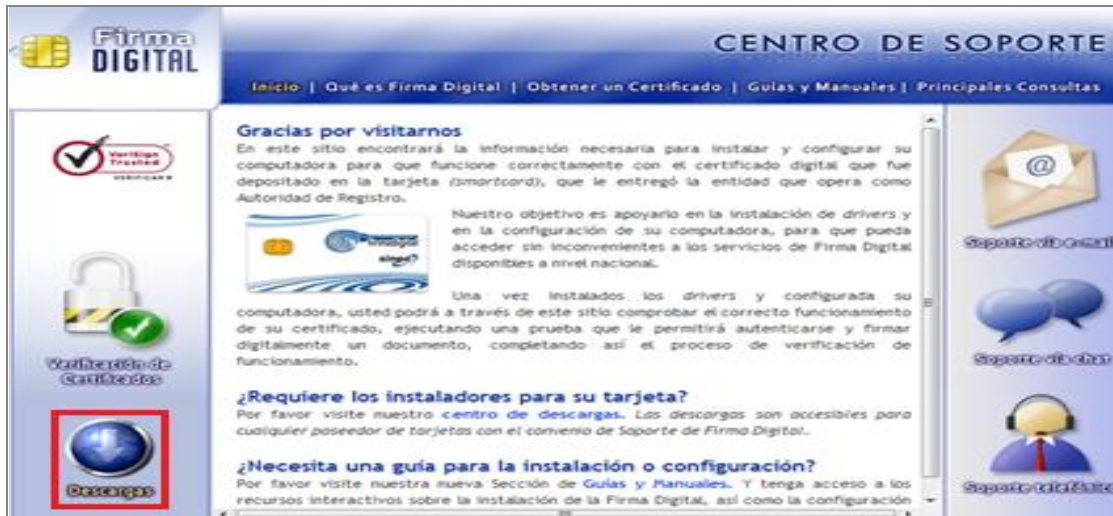 Firma
DIGITAL
CENTRO DE SOPORTE
Inicio | Qué es Firma Digital | Obtener un Certificado | Guías y Manuales | Principales Consultas
VeriSign
Trusted
Verificación de
Certificados
Descargas
Gracias por visitarnos
En este sitio encontrará la información necesaria para instalar y configurar su
computadora para que funcione correctamente con el certificado digital que fue
depositado en la tarjeta (smartcard), que le entregó la entidad que opera como
Autoridad de Registro.
Nuestro objetivo es apoyarlo en la instalación de drivers y
en la configuración de su computadora, para que pueda
acceder sin inconvenientes a los servicios de Firma Digital
disponibles a nivel nacional.
Una vez instalados los drivers y configurada su
computadora, usted podrá a través de este sitio comprobar el correcto funcionamiento
de su certificado, ejecutando una prueba que le permitirá autenticarse y firmar
digitalmente un documento, completando así el proceso de verificación de
funcionamiento.
¿Requiere los instaladores para su tarjeta?
Por favor visite nuestro centro de descargas. Las descargas son accesibles para
cualquier poseedor de tarjetas con el convenio de Soporte de Firma Digital.
¿Necesita una guía para la instalación o configuración?
Por favor visite nuestra nueva Sección de Guías y Manuales. Y tenga acceso a los
recursos interactivos sobre la instalación de la Firma Digital, así como la configuración
@
Soporte vía e-mail
Soporte vía chat
Soporte telefónico